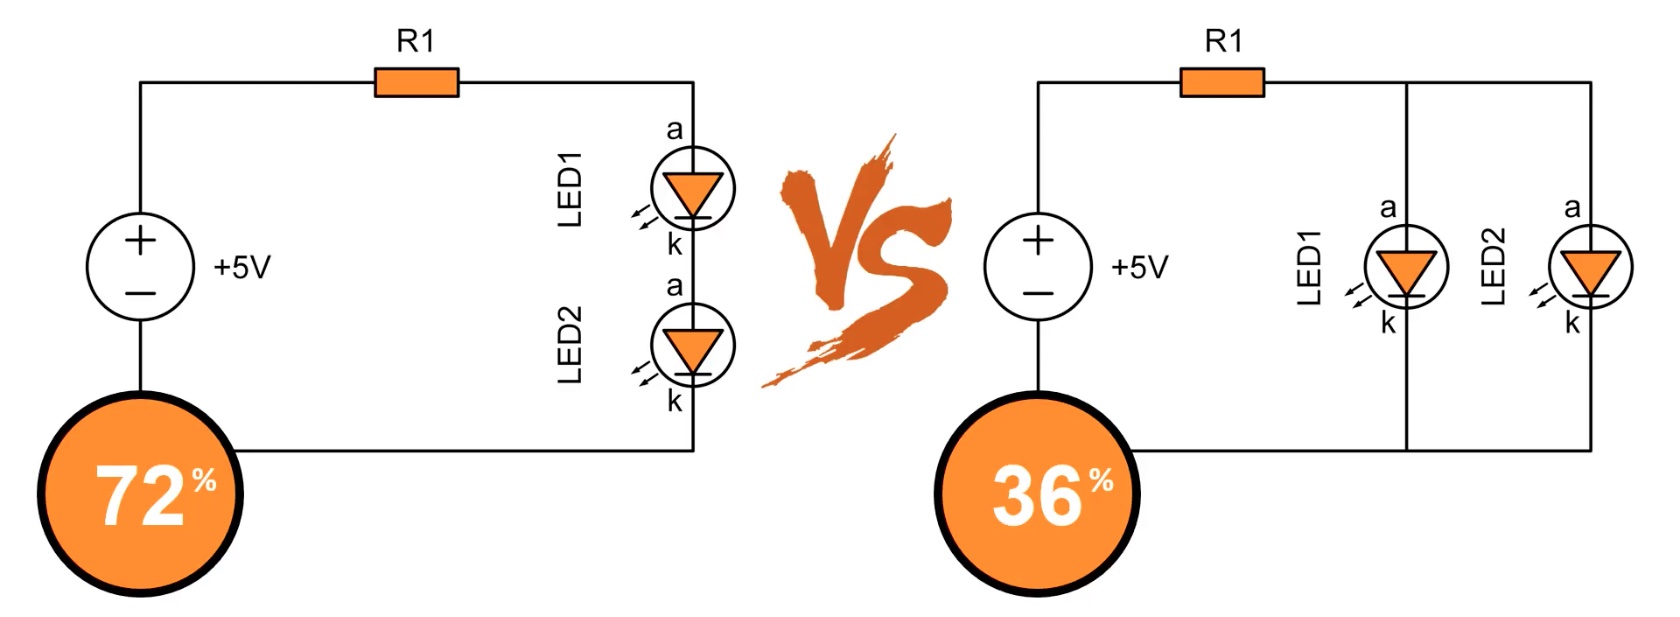 R1
a
LED1
k
+
−
+5V
a
LED2
k
72%
VS
R1
a
LED1
k
a
LED2
k
+
−
+5V
36%